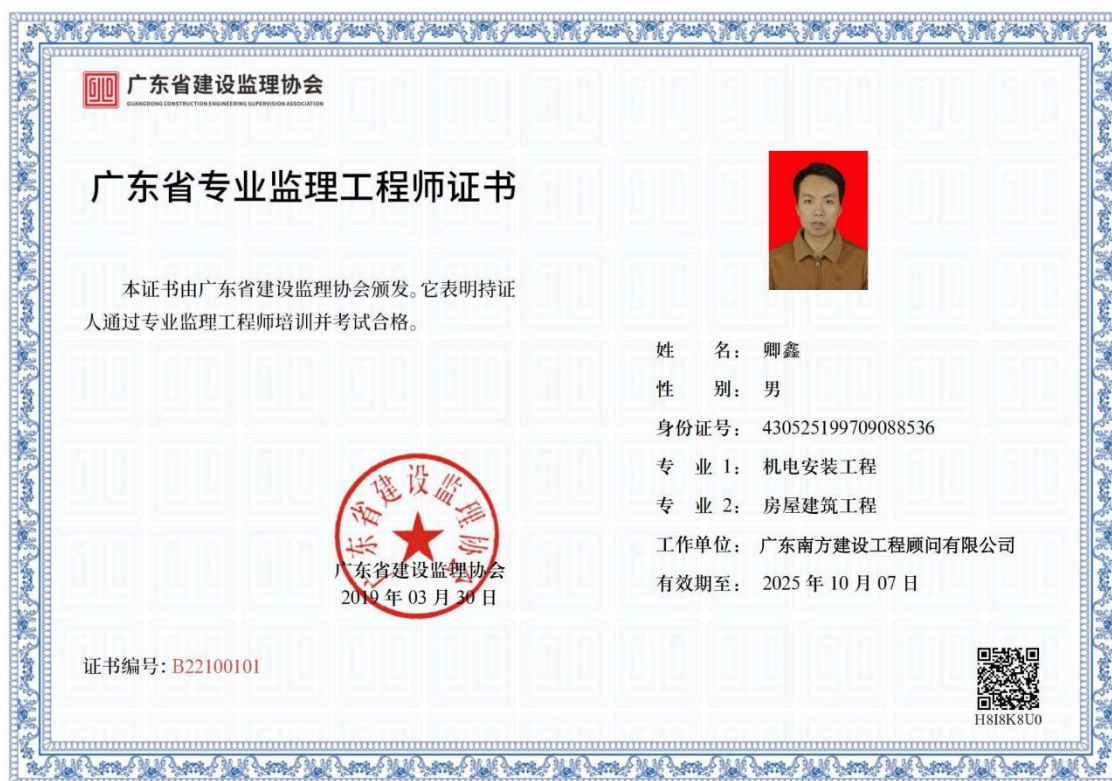 广东省建设监理协会
GUANGDONG CONSTRUCTION ENGINEERING SUPERVISION ASSOCIATION
广东省专业监理工程师证书
本证书由广东省建设监理协会颁发。它表明持证
人通过专业监理工程师培训并考试合格。
姓 名： 卿鑫
性 别： 男
身份证号： 430525199709088536
专 业 1： 机电安装工程
专 业 2： 房屋建筑工程
工作单位： 广东南方建设工程顾问有限公司
有效期至： 2025 年 10 月 07 日
广东省建设监理协会
广东省建设监理协会
2019 年 03 月 30 日
证书编号：B22100101
H8I8K8U0